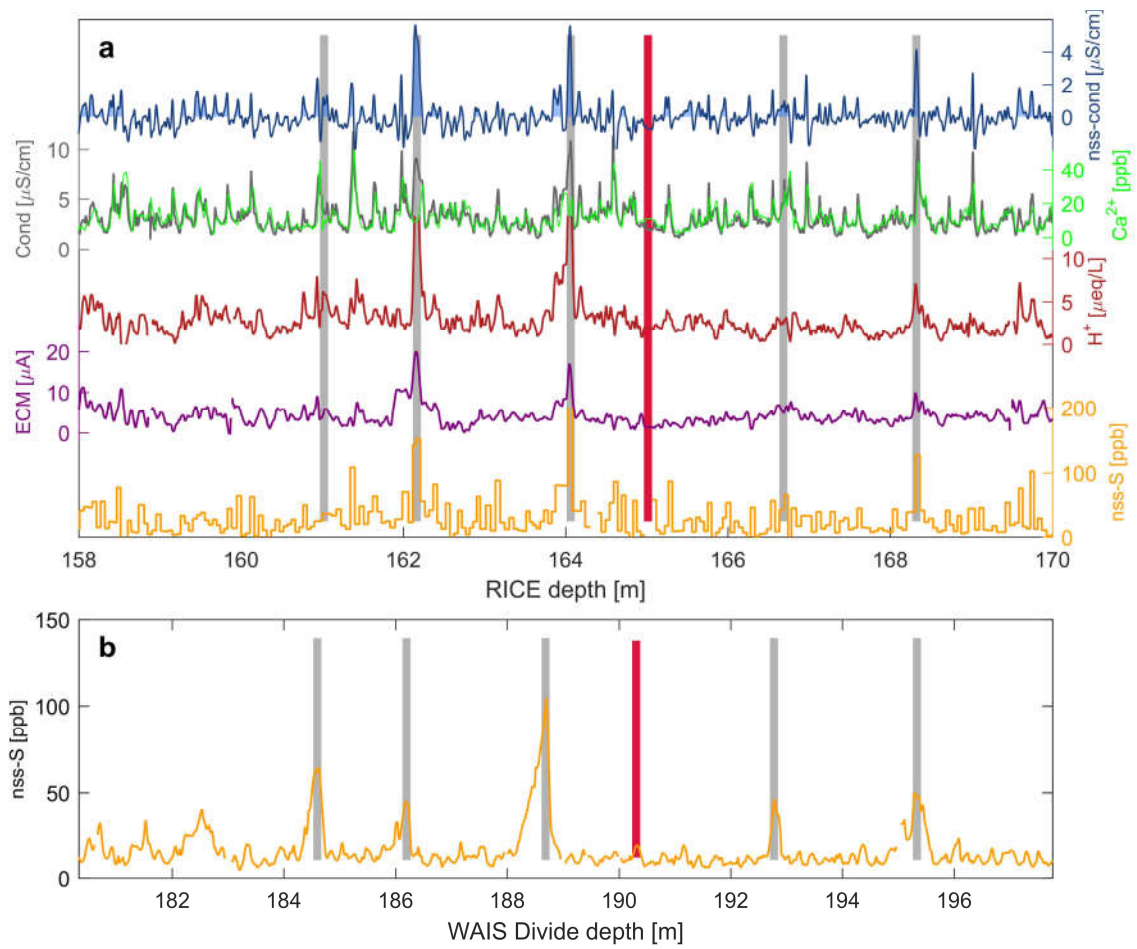 a
nss-cond [µS/cm]
4
2
0
Cond [µS/cm]
10
5
0
Ca2+ [ppb]
40
20
0
H+ [µeq/L]
10
5
0
ECM [µA]
20
10
0
nss-S [ppb]
200
100
0
158 160 162 164 166 168 170
RICE depth [m]
b
nss-S [ppb]
150
100
50
0
182 184 186 188 190 192 194 196
WAIS Divide depth [m]